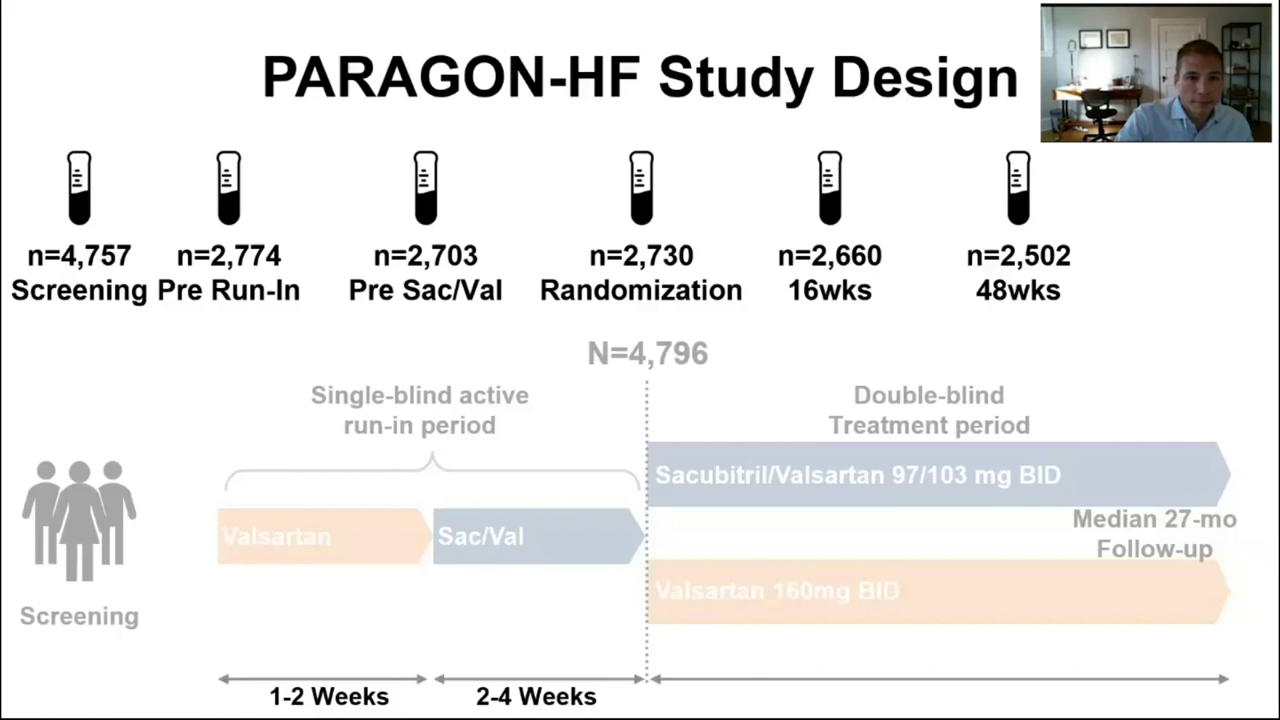 PARAGON-HF Study Design
n=4,757
Screening
n=2,774
Pre Run-In
n=2,703
Pre Sac/Val
n=2,730
Randomization
n=2,660
16wks
n=2,502
48wks
N=4,796
Single-blind active
run-in period
Double-blind
Treatment period
Sacubitril/Valsartan 97/103 mg BID
Valsartan
Sac/Val
Median 27-mo
Follow-up
Valsartan 160mg BID
Screening
1-2 Weeks
2-4 Weeks